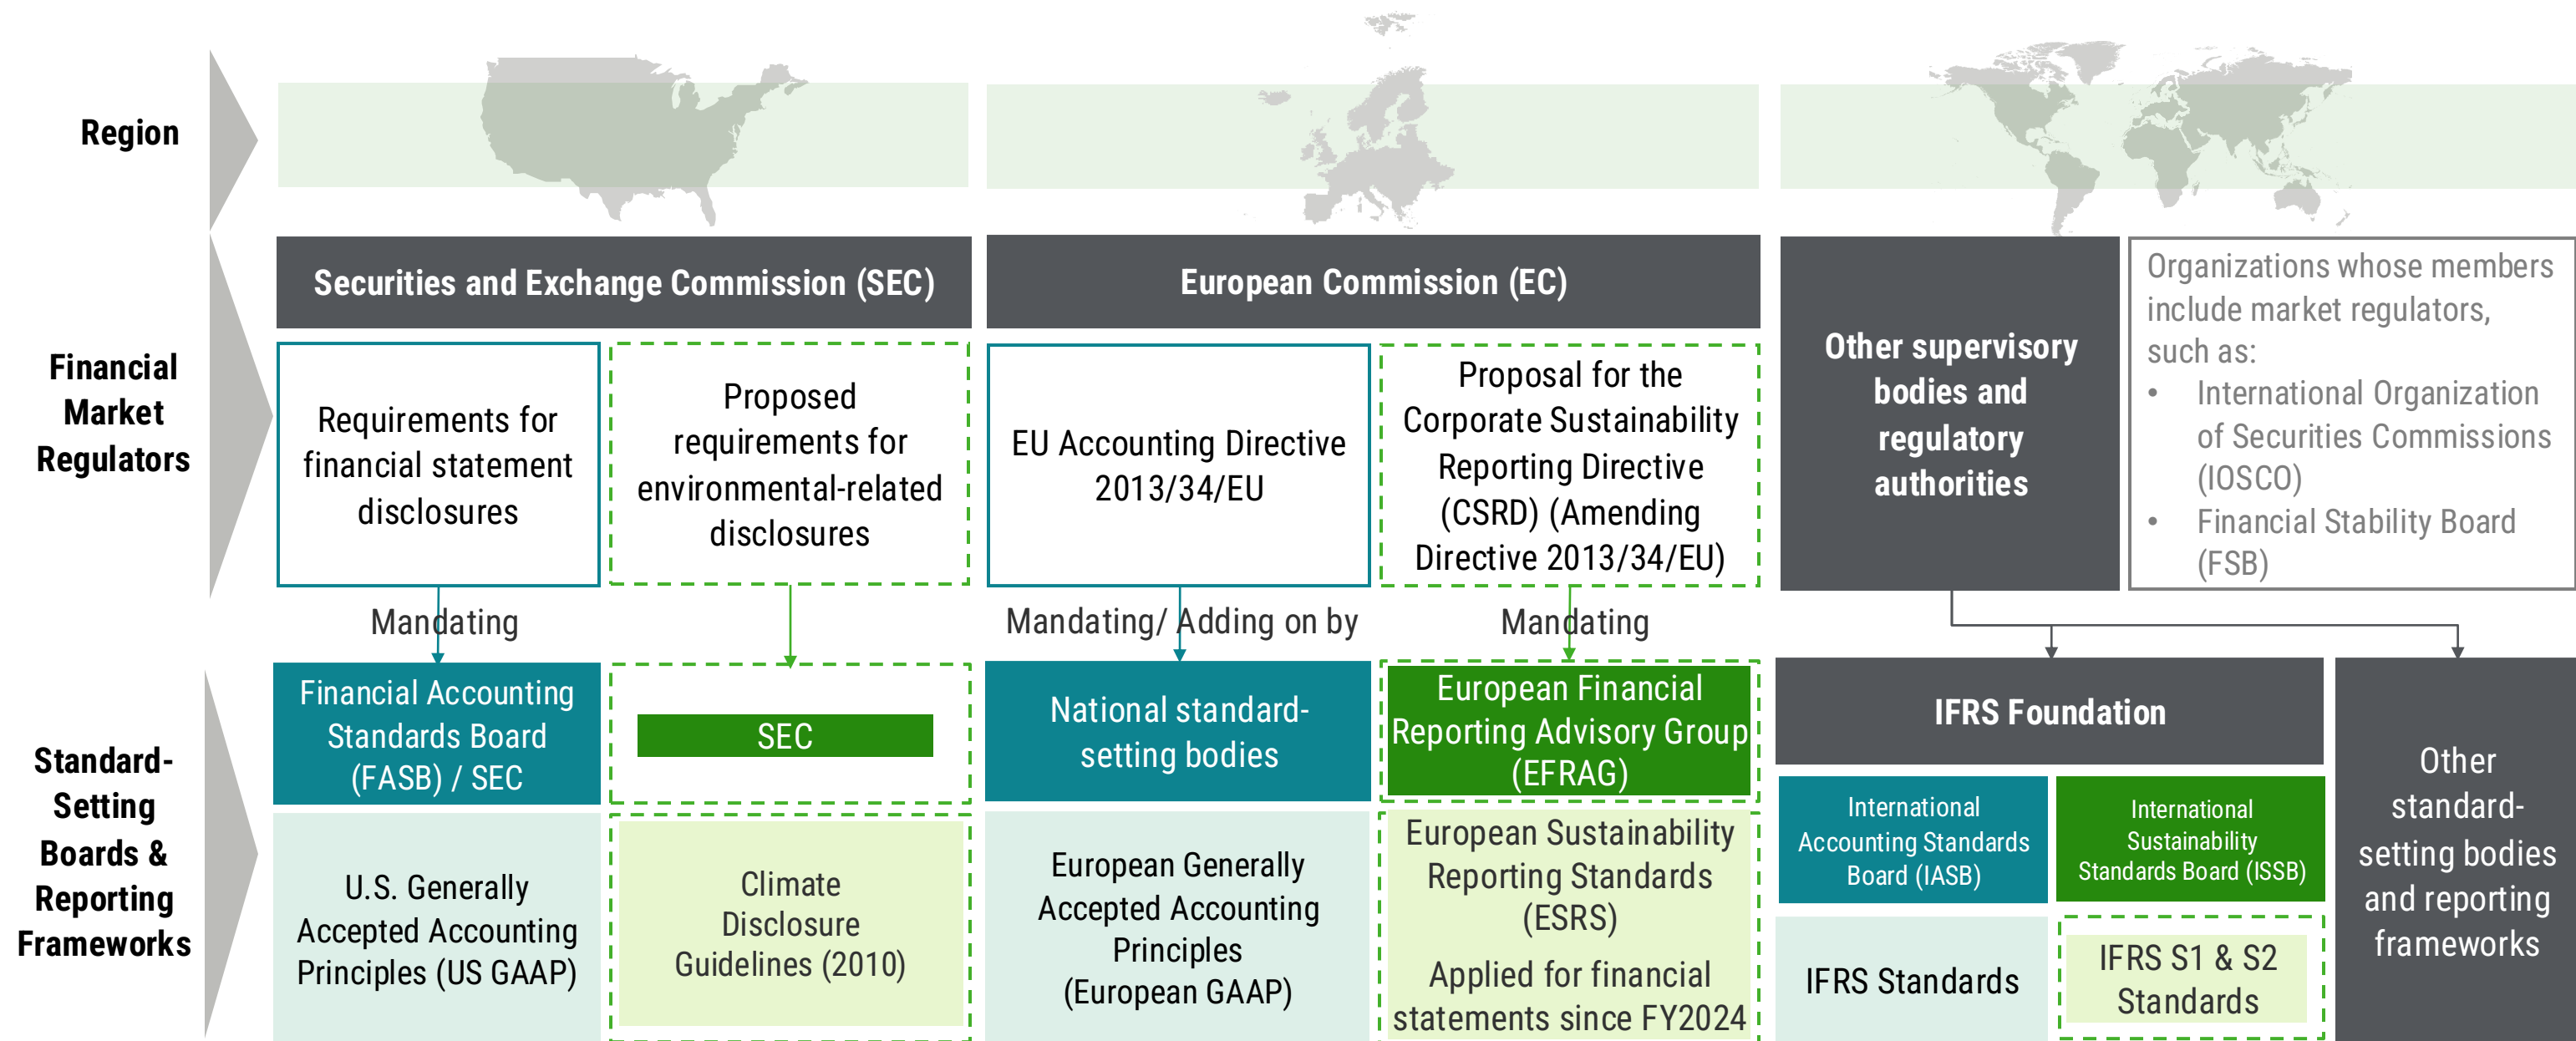 Region
Financial
Market
Regulators
Securities and Exchange Commission (SEC)
Requirements for
financial statement
disclosures
Proposed
requirements for
environmental-related
disclosures
European Commission (EC)
EU Accounting Directive
2013/34/EU
Proposal for the
Corporate Sustainability
Reporting Directive
(CSRD) (Amending
Directive 2013/34/EU)
Other supervisory
bodies and
regulatory
authorities
Organizations whose members
include market regulators,
such as:
• International Organization
of Securities Commissions
(IOSCO)
• Financial Stability Board
(FSB)
Mandating
Mandating/ Adding on by
Mandating
Standard-
Setting
Boards &
Reporting
Frameworks
Financial Accounting
Standards Board
(FASB) / SEC
SEC
National standard-
setting bodies
European Financial
Reporting Advisory Group
(EFRAG)
IFRS Foundation
International
Accounting Standards
Board (IASB)
International
Sustainability
Standards Board (ISSB)
Other
standard-
setting bodies
and reporting
frameworks
U.S. Generally
Accepted Accounting
Principles (US GAAP)
Climate
Disclosure
Guidelines (2010)
European Generally
Accepted Accounting
Principles
(European GAAP)
European Sustainability
Reporting Standards
(ESRS)
Applied for financial
statements since FY2024
IFRS Standards
IFRS S1 & S2
Standards